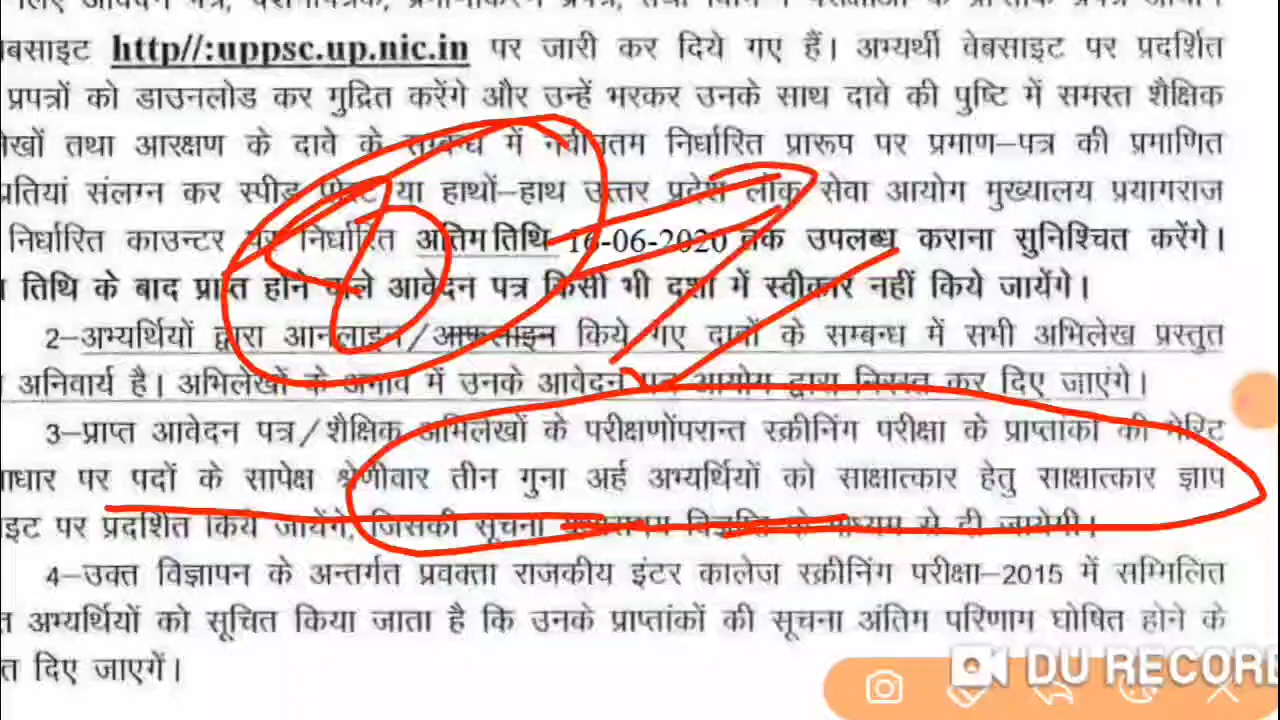 बसाइट http//:uppsc.up.nic.in पर जारी कर दिये गए हैं। अभ्यर्थी वेबसाइट पर प्रदर्शित
प्रपत्रों को डाउनलोड कर मुद्रित करेंगे और उन्हें भरकर उनके साथ दावे की पुष्टि में समस्त शैक्षिक
तथा आरक्षण के दावे के सम्बन्ध में नवीनतम निर्धारित प्रारूप पर प्रमाण–पत्र की प्रमाणित
प्रतियां संलग्न कर स्पीड पोस्ट या हाथों–हाथ उत्तर प्रदेश लोक सेवा आयोग मुख्यालय प्रयागराज
निर्धारित काउन्टर पर निर्धारित अंतिम तिथि 16-06-2020 तक उपलब्ध कराना सुनिश्चित करेंगे।
तिथि के बाद प्राप्त होने वाले आवेदन पत्र किसी भी दशा में स्वीकार नहीं किये जायेंगे।
2–अभ्यर्थियों द्वारा आनलाइन/आफलाइन किये गए दावों के सम्बन्ध में सभी अभिलेख प्रस्तुत
अनिवार्य है। अभिलेखों के अभाव में उनके आवेदन पत्र आयोग द्वारा निरस्त कर दिए जाएंगे।
3–प्राप्त आवेदन पत्र/शैक्षिक अभिलेखों के परीक्षणोंपरान्त स्क्रीनिंग परीक्षा के प्राप्तांकों की मेरिट
धार पर पदों के सापेक्ष श्रेणीवार तीन गुना अर्ह अभ्यर्थियों को साक्षात्कार हेतु साक्षात्कार ज्ञाप
इट पर प्रदर्शित किये जायेंगे, जिसकी सूचना यथासमय विज्ञप्ति के माध्यम से दी जायेगी।
4–उक्त विज्ञापन के अन्तर्गत प्रवक्ता राजकीय इंटर कालेज स्क्रीनिंग परीक्षा–2015 में सम्मिलित
त अभ्यर्थियों को सूचित किया जाता है कि उनके प्राप्तांकों की सूचना अंतिम परिणाम घोषित होने के
त दिए जाएगें।
DU RECORD